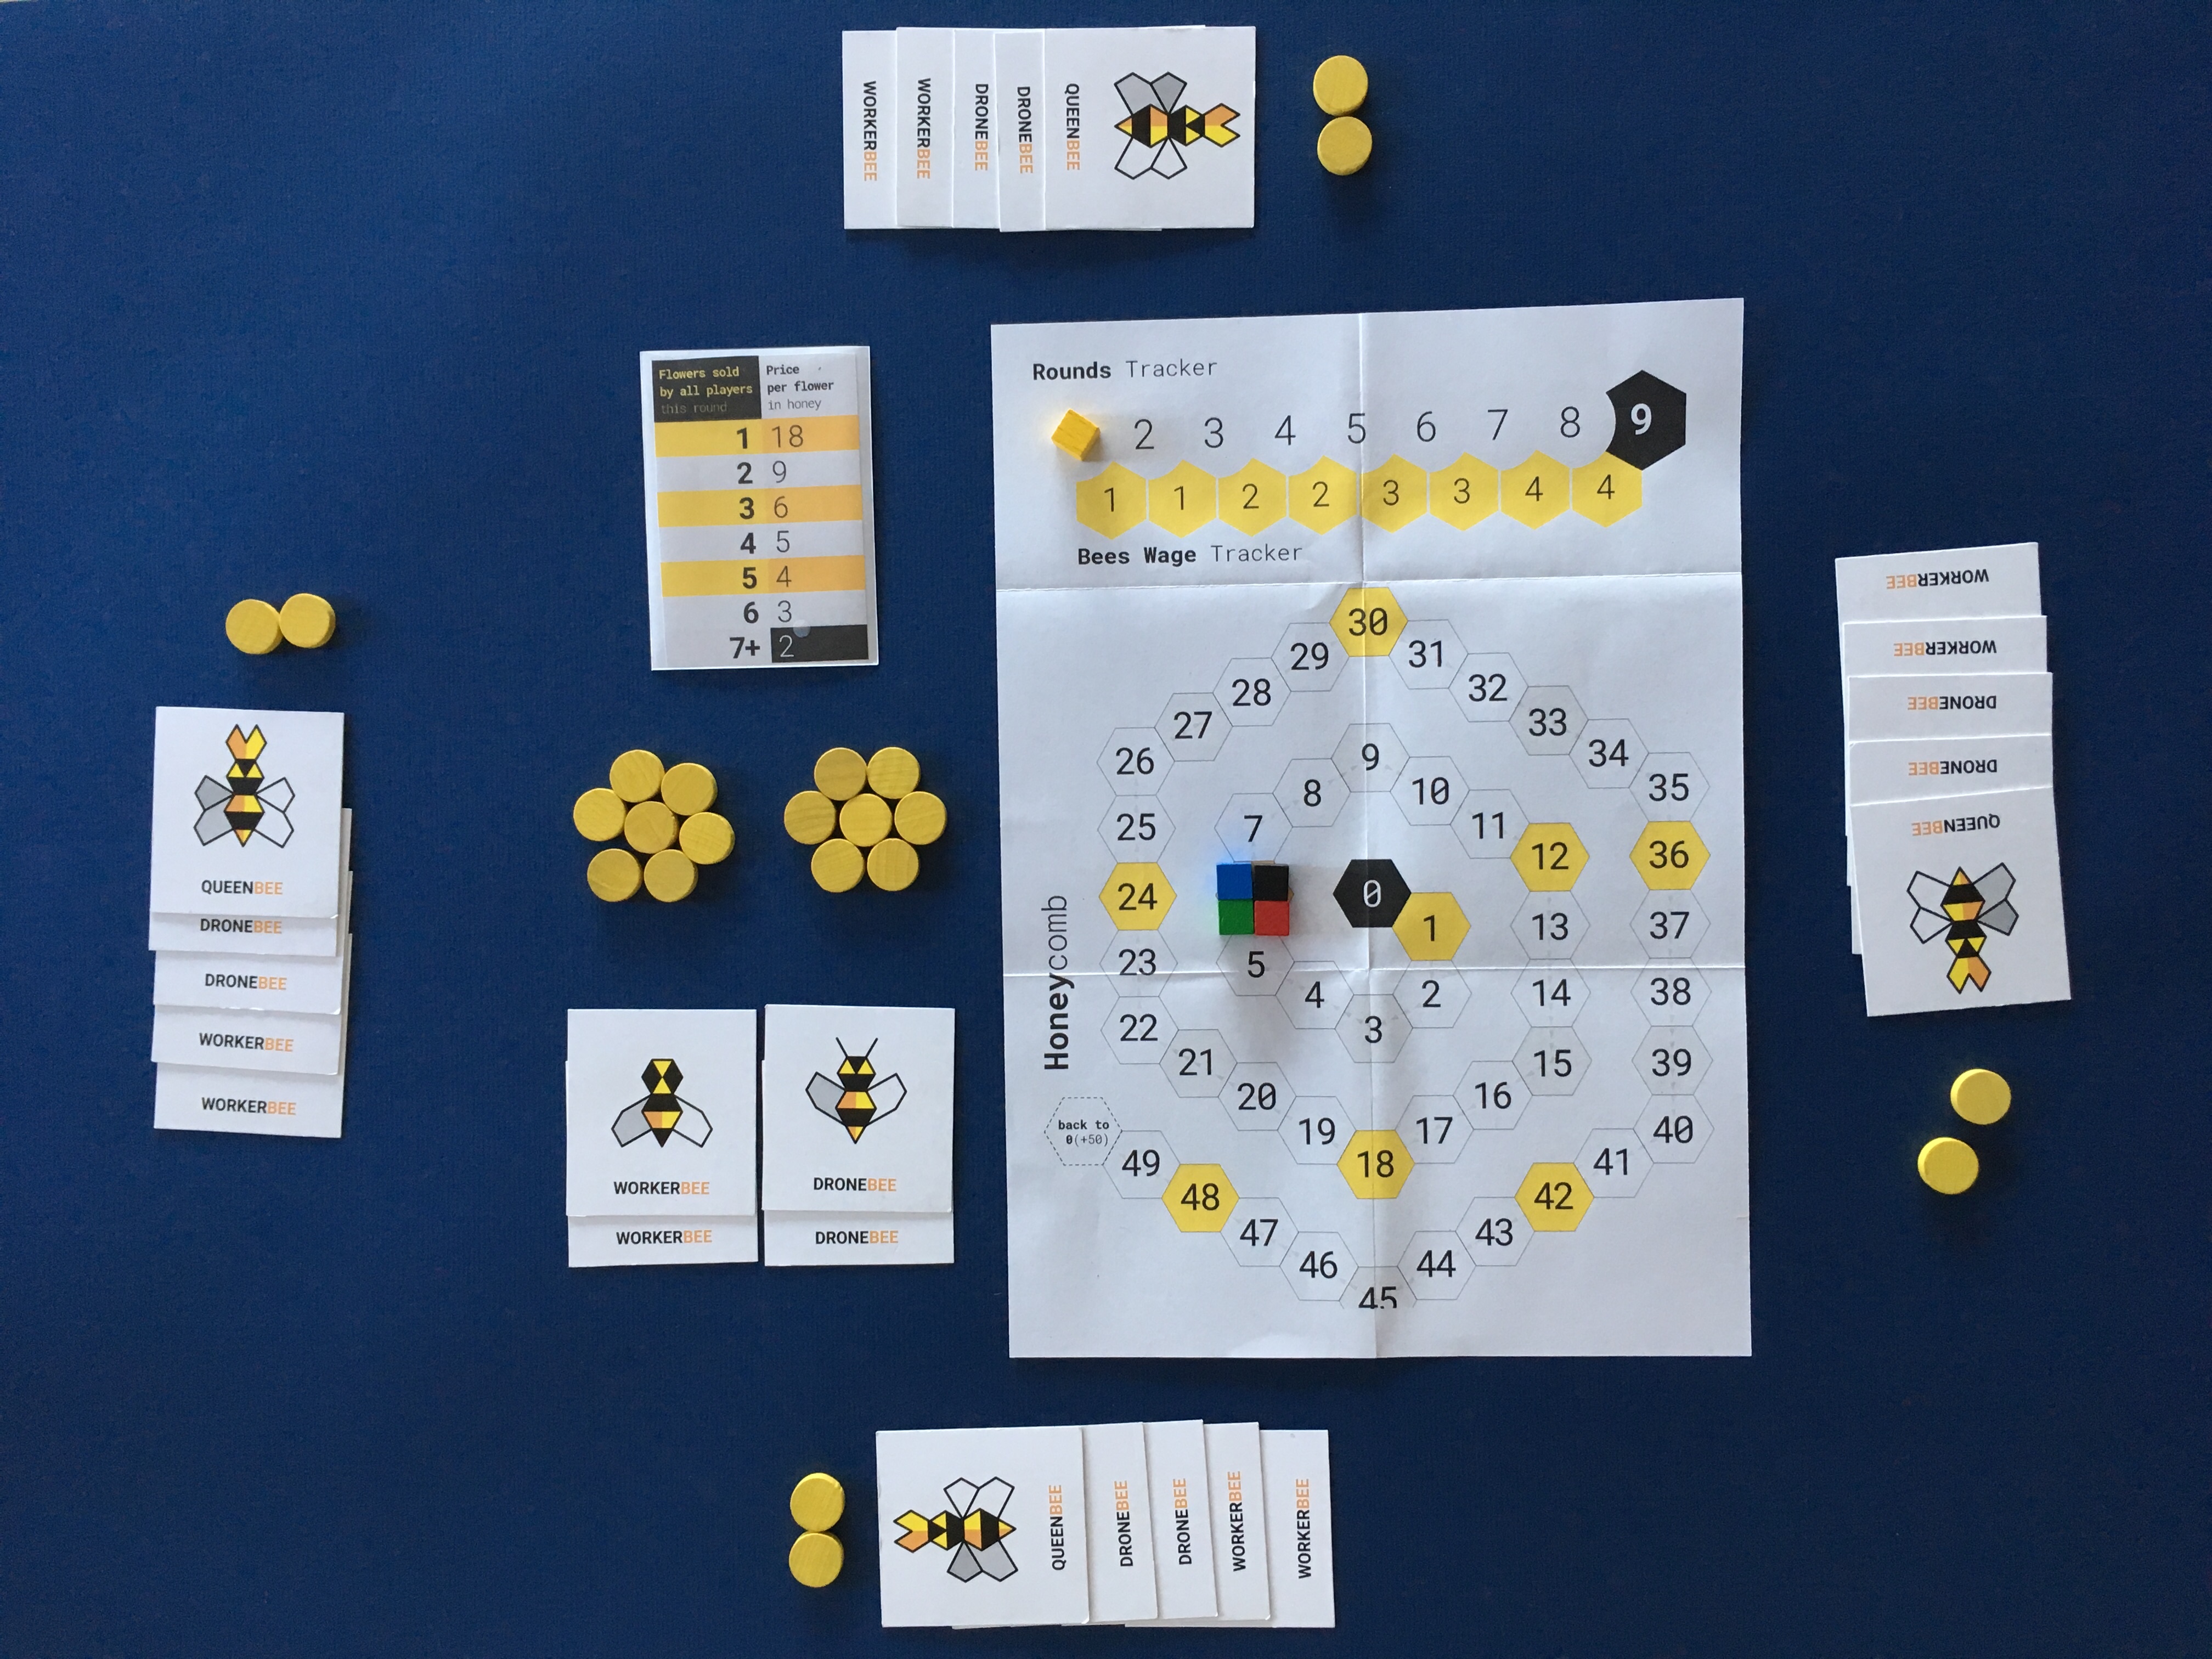 WORKERBEE
WORKERBEE
DRONEBEE
DRONEBEE
QUEENBEE
Flowers sold
by all players
this round
Price
per flower
in honey
1 18
2 9
3 6
4 5
5 4
6 3
7+ 2
Rounds Tracker
2 3 4 5 6 7 8 9
1 1 2 2 3 3 4 4
Bees Wage Tracker
Honeycomb
30
29 31
28 32
27 33
26 34
9
8 10
25 7 11 35
24 0 12 36
1
23 5 13 37
4 2 14 38
22 3
21 15 39
20 16
19 17 40
back to
0(+50)
49 18 41
48 42
47 43
46 44
45
QUEENBEE
DRONEBEE
DRONEBEE
WORKERBEE
WORKERBEE
WORKERBEE
WORKERBEE
DRONEBEE
DRONEBEE
WORKERBEE
WORKERBEE
DRONEBEE
DRONEBEE
QUEENBEE
QUEENBEE
DRONEBEE
DRONEBEE
WORKERBEE
WORKERBEE